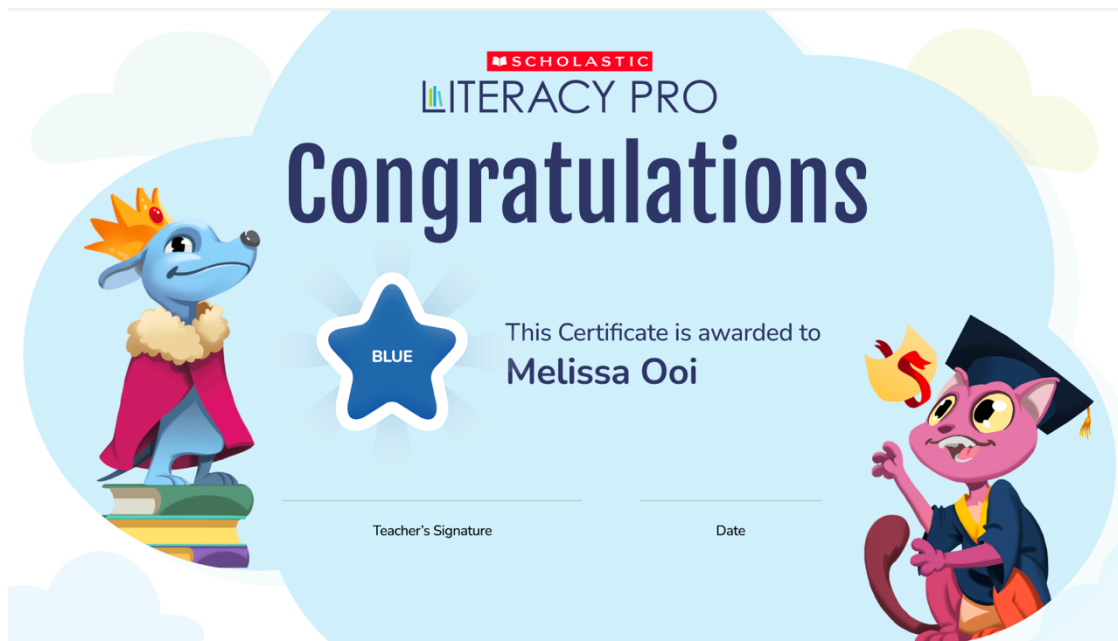 SCHOLASTIC
LITERACY PRO
Congratulations
BLUE
This Certificate is awarded to
Melissa Ooi
Teacher's Signature
Date